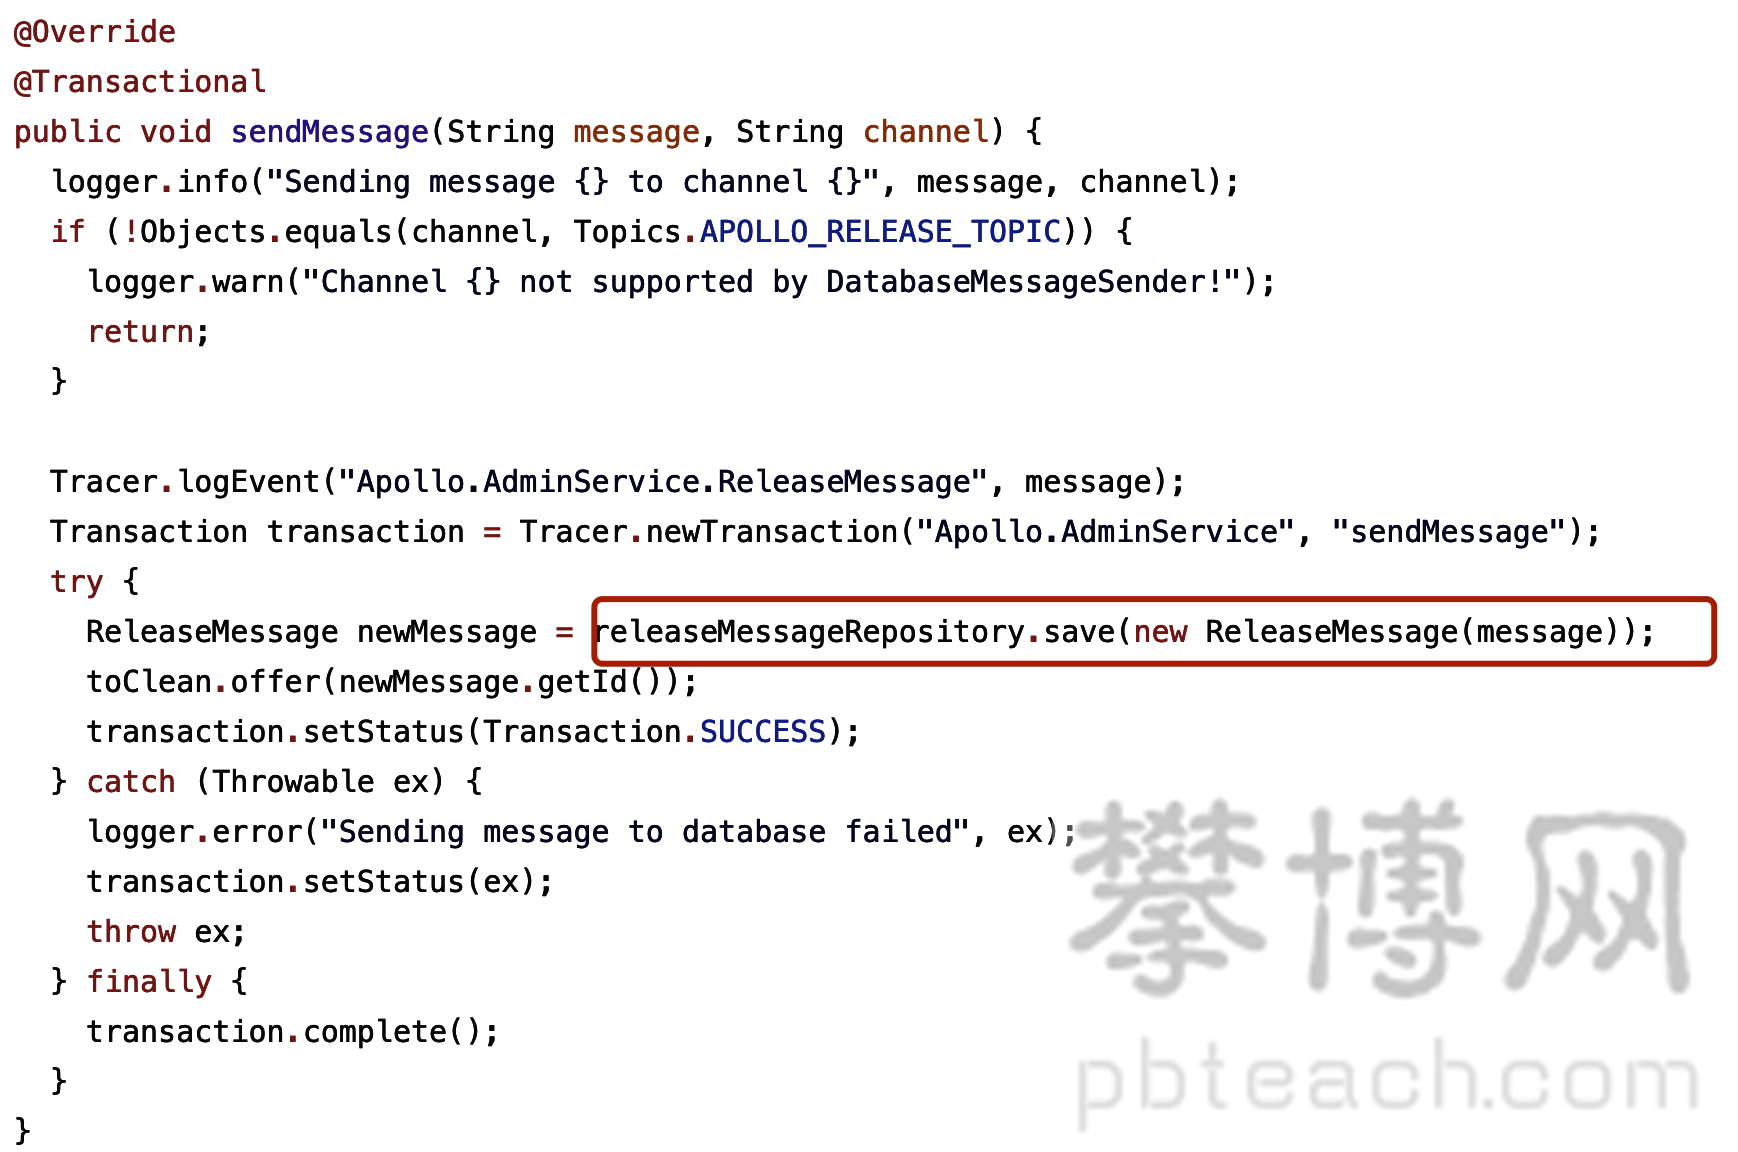 @Override
@Transactional
public void sendMessage(String message, String channel) {
  logger.info("Sending message {} to channel {}", message, channel);
  if (!Objects.equals(channel, Topics.APOLLO_RELEASE_TOPIC)) {
    logger.warn("Channel {} not supported by DatabaseMessageSender!");
    return;
  }
  Tracer.logEvent("Apollo.AdminService.ReleaseMessage", message);
  Transaction transaction = Tracer.newTransaction("Apollo.AdminService", "sendMessage");
  try {
    ReleaseMessage newMessage = releaseMessageRepository.save(new ReleaseMessage(message));
    toClean.offer(newMessage.getId());
    transaction.setStatus(Transaction.SUCCESS);
  } catch (Throwable ex) {
    logger.error("Sending message to database failed", ex);
    transaction.setStatus(ex);
    throw ex;
  } finally {
    transaction.complete();
  }
}
攀博网
pbteach.com